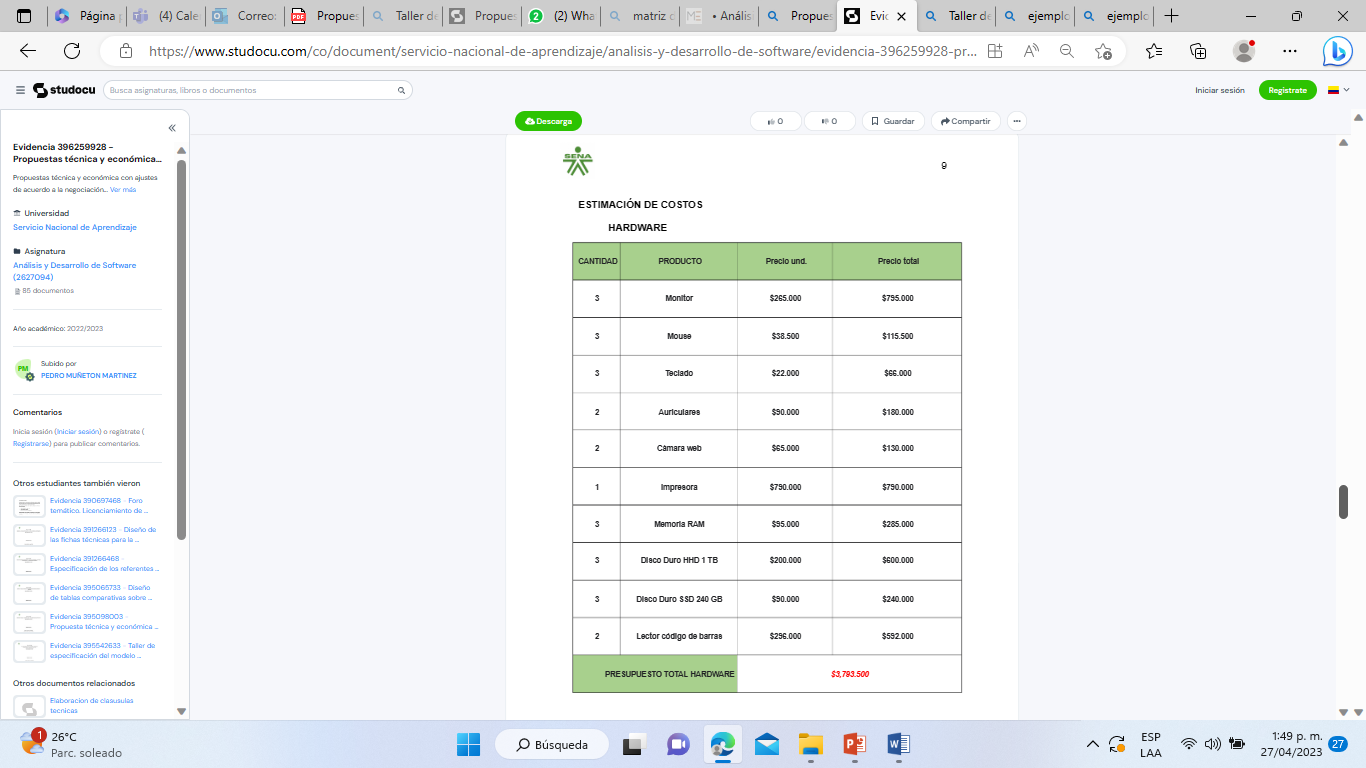 Página p
(4) Cale
Correo:
Propues
Taller de
Propues
(2) Wha
matriz d
• Anális
Propues
Evid
Taller de
ejemplo
ejemplo
https://www.studocu.com/co/document/servicio-nacional-de-aprendizaje/analisis-y-desarrollo-de-software/evidencia-396259928-pr...
studocu
Busca asignaturas, libros o documentos
Iniciar sesión
Regístrate
Descarga
0
0
Guardar
Compartir
Evidencia 396259928 -
Propuestas técnica y económica...
Propuestas técnica y económica con ajustes
de acuerdo a la negociación... Ver más
Universidad
Servicio Nacional de Aprendizaje
Asignatura
Análisis y Desarrollo de Software
(2627094)
85 documentos
Año académico: 2022/2023
PM
Subido por
PEDRO MUÑETON MARTINEZ
Comentarios
Inicia sesión (Iniciar sesión) o regístrate (
Registrarse) para publicar comentarios.
Otros estudiantes también vieron
Evidencia 390697468 - Foro
temático. Licenciamiento de ...
Evidencia 391266123 - Diseño de
las fichas técnicas para la ...
Evidencia 391266468 -
Especificación de los referentes ...
Evidencia 395065733 - Diseño
de tablas comparativas sobre ...
Evidencia 395098003 -
Propuesta técnica y económica ...
Evidencia 395542633 - Taller de
especificación del modelo ...
Otros documentos relacionados
Elaboracion de clasusulas
tecnicas
SENA
9
ESTIMACIÓN DE COSTOS
HARDWARE
CANTIDAD PRODUCTO Precio und. Precio total
3 Monitor $265.000 $795.000
3 Mouse $38.500 $115.500
3 Teclado $22.000 $66.000
2 Auriculares $90.000 $180.000
2 Cámara web $65.000 $130.000
1 Impresora $790.000 $790.000
3 Memoria RAM $95.000 $285.000
3 Disco Duro HHD 1 TB $200.000 $600.000
3 Disco Duro SSD 240 GB $90.000 $240.000
2 Lector código de barras $296.000 $592.000
PRESUPUESTO TOTAL HARDWARE $3,793.500
1
26°C
Parc. soleado
Búsqueda
ESP
LAA
1:49 p. m.
27/04/2023
27